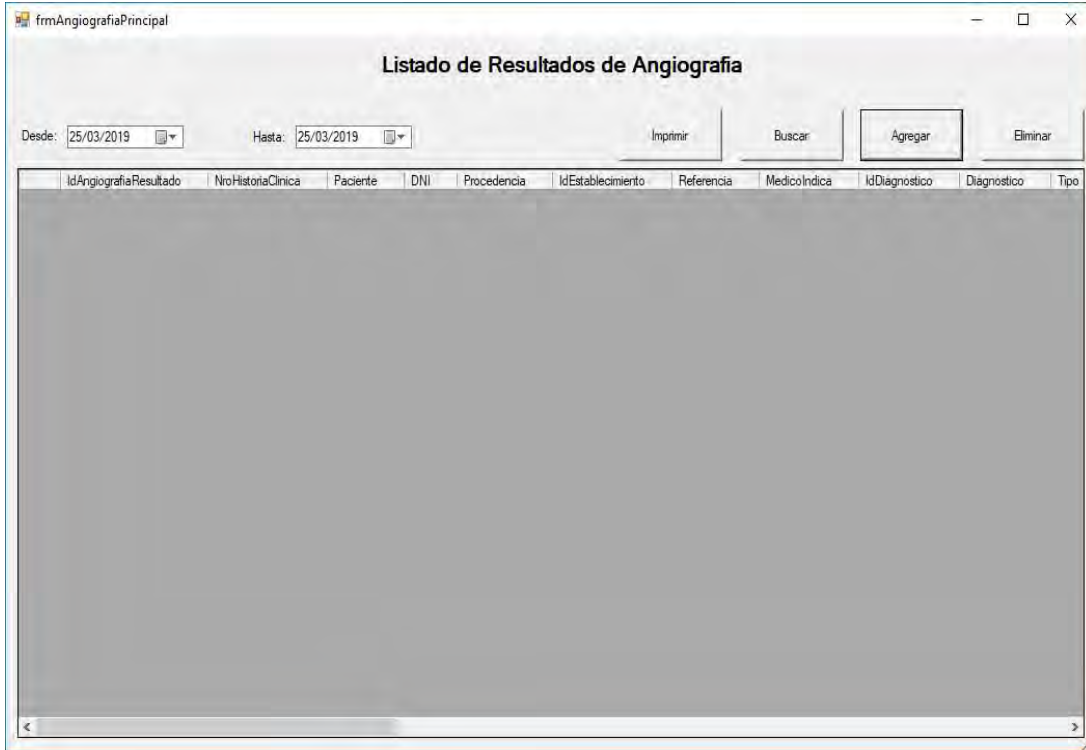 frmAngiografiaPrincipal
Listado de Resultados de Angiografia
Desde: 25/03/2019 Hasta: 25/03/2019 Imprimir Buscar Agregar Eliminar
IdAngiografiaResultado NroHistoriaClinica Paciente DNI Procedencia IdEstablecimiento Referencia MedicoIndica IdDiagnostico Diagnostico Tipo